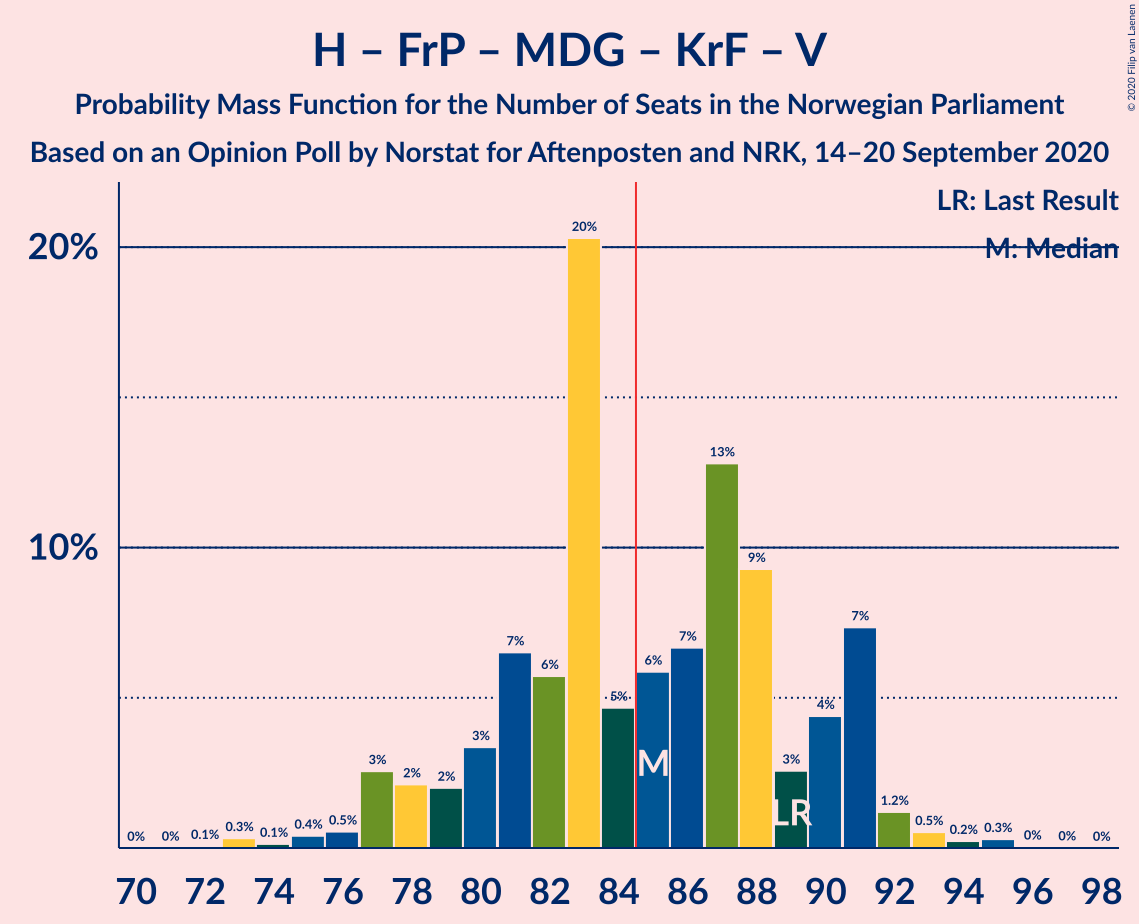 H – FrP – MDG – KrF – V
Probability Mass Function for the Number of Seats in the Norwegian Parliament
Based on an Opinion Poll by Norstat for Aftenposten and NRK, 14–20 September 2020
© 2020 Filip van Laenen
LR: Last Result
M: Median
20%
10%
0% 0% 0.1% 0.3% 0.1% 0.4% 0.5% 3% 2% 2% 3% 7% 6% 20% 5% 6% 7% 13% 9% 3% 4% 7% 1.2% 0.5% 0.2% 0.3% 0% 0% 0%
M
LR
70 72 74 76 78 80 82 84 86 88 90 92 94 96 98